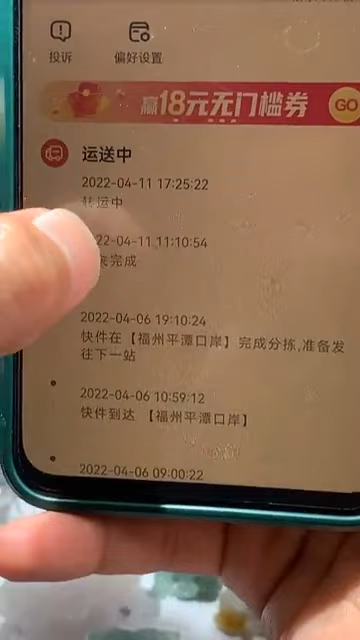 投诉
偏好设置
赢18元无门槛券
GO
运送中
2022-04-11 17:25:22
转运中
22-04-11 11:10:54
完成
2022-04-06 19:10:24
快件在【福州平潭口岸】完成分拣,准备发
往下一站
2022-04-06 10:59:12
快件到达 【福州平潭口岸】
2022-04-06 09:00:22